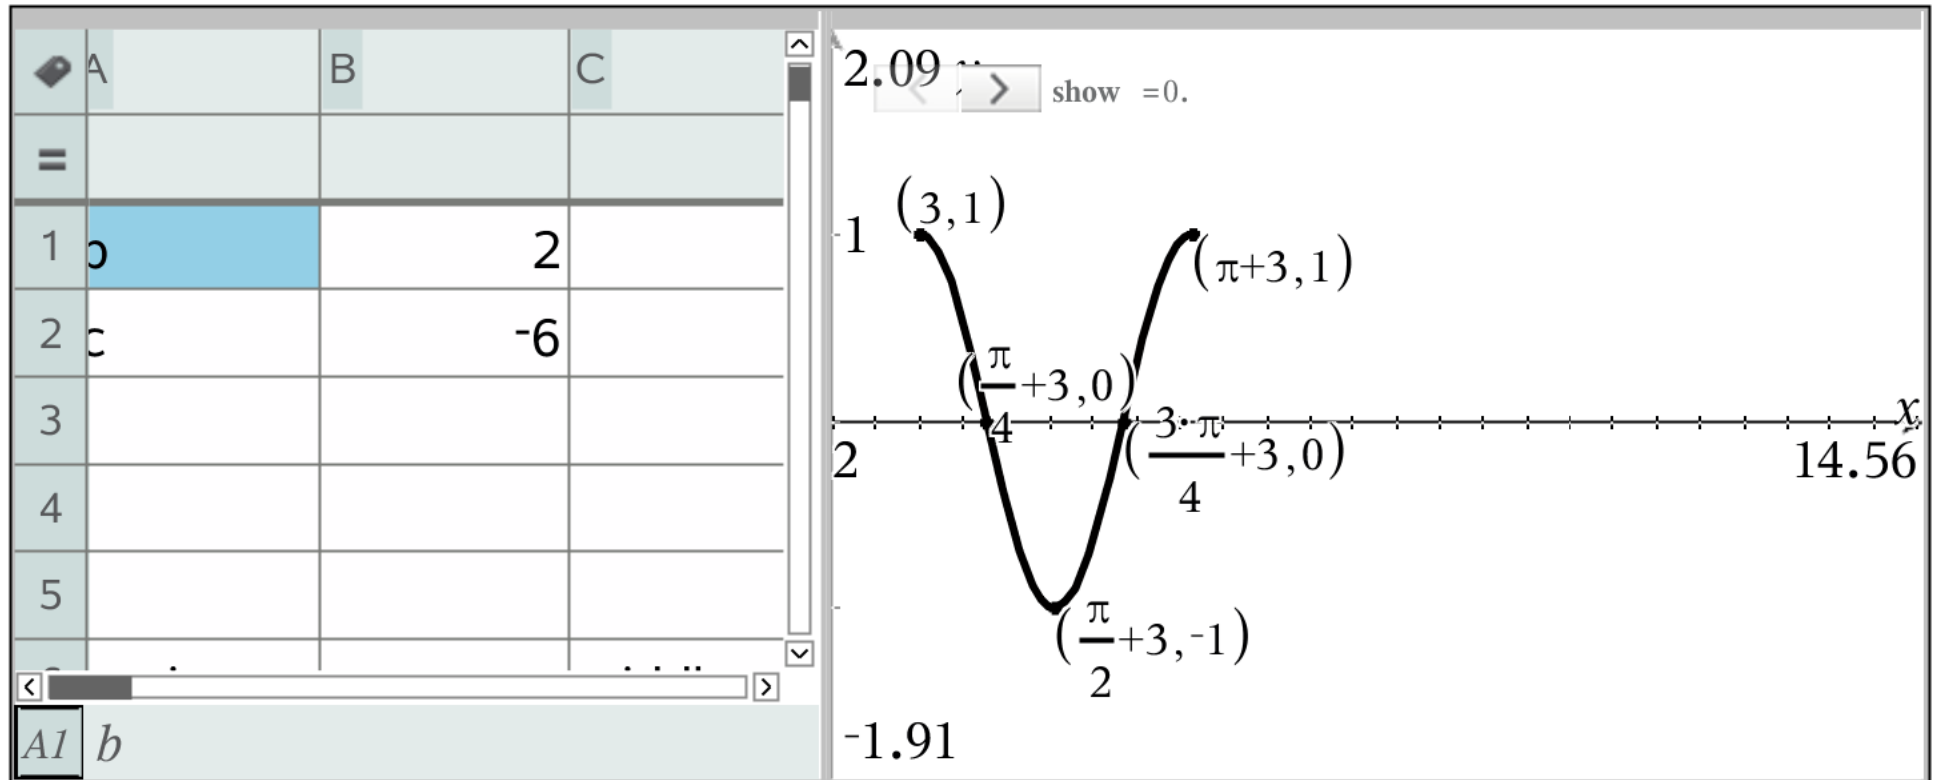 A B C
=
1 b 2
2 c -6
3
4
5
A1 b
2.09 y
show =0.
1
(3,1)
(π+3,1)
(π/4+3,0)
x
2
(3·π/4+3,0)
14.56
(π/2+3,-1)
-1.91